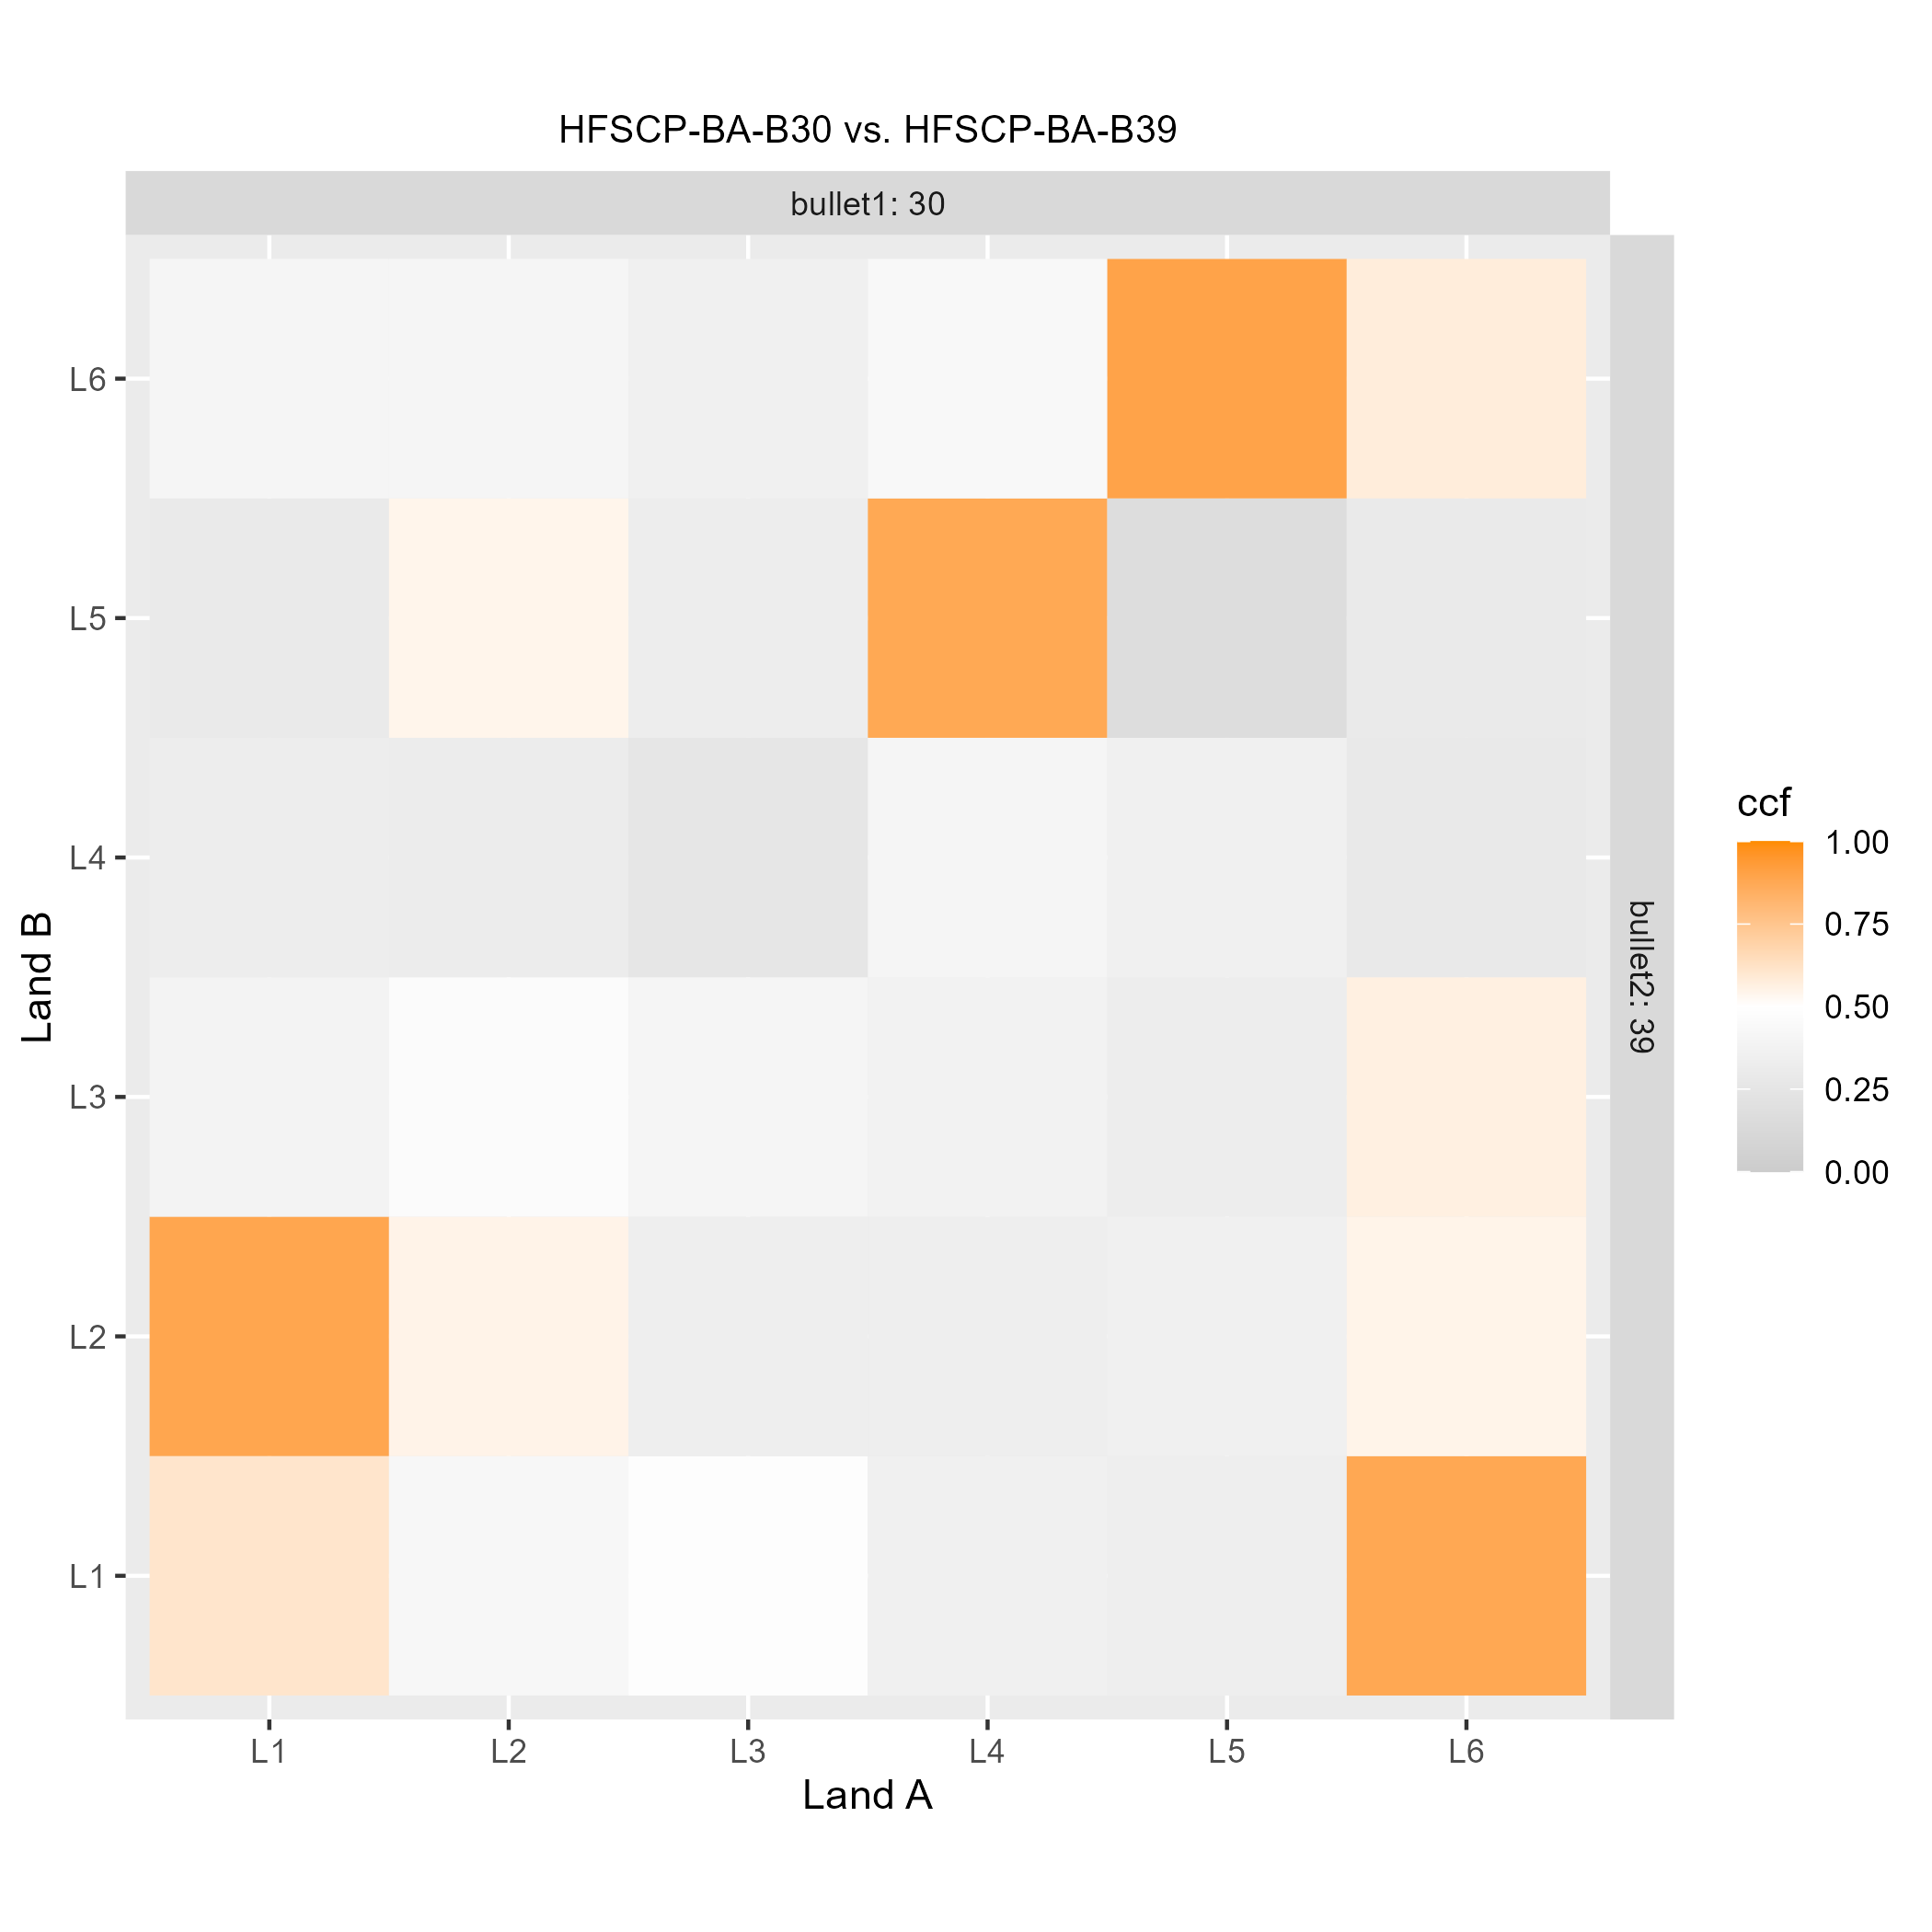 HFSCP-BA-B30 vs. HFSCP-BA-B39
bullet1: 30
L6
L5
L4
L3
L2
L1
Land B
bullet2: 39
L1 L2 L3 L4 L5 L6
Land A
ccf
1.00
0.75
0.50
0.25
0.00